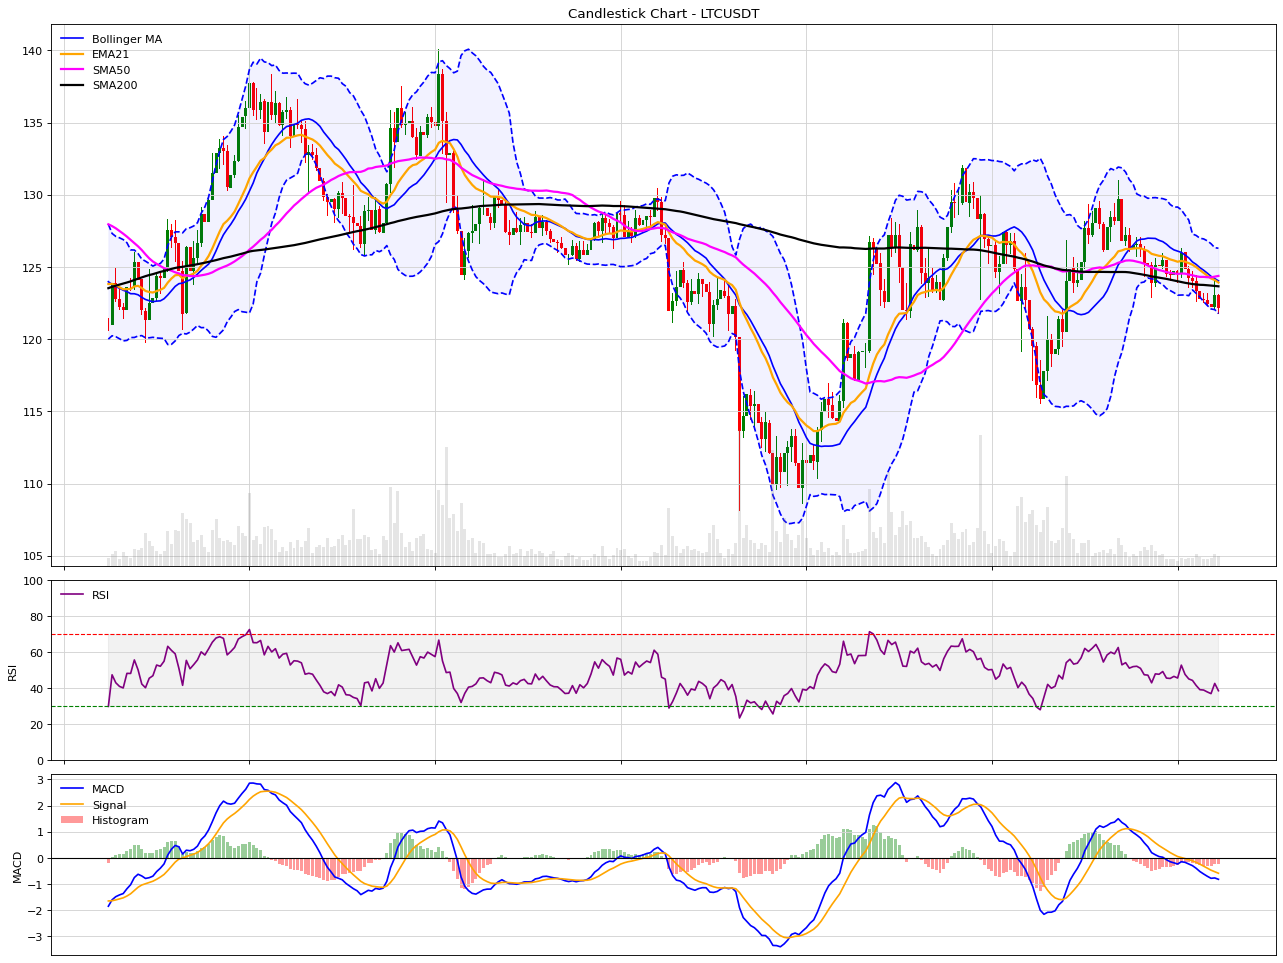 Candlestick Chart - LTCUSDT
Bollinger MA
EMA21
SMA50
SMA200
140
135
130
125
120
115
110
105
RSI
100
80
60
40
20
0
RSI
MACD
Signal
Histogram
3
2
1
0
−1
−2
−3
MACD